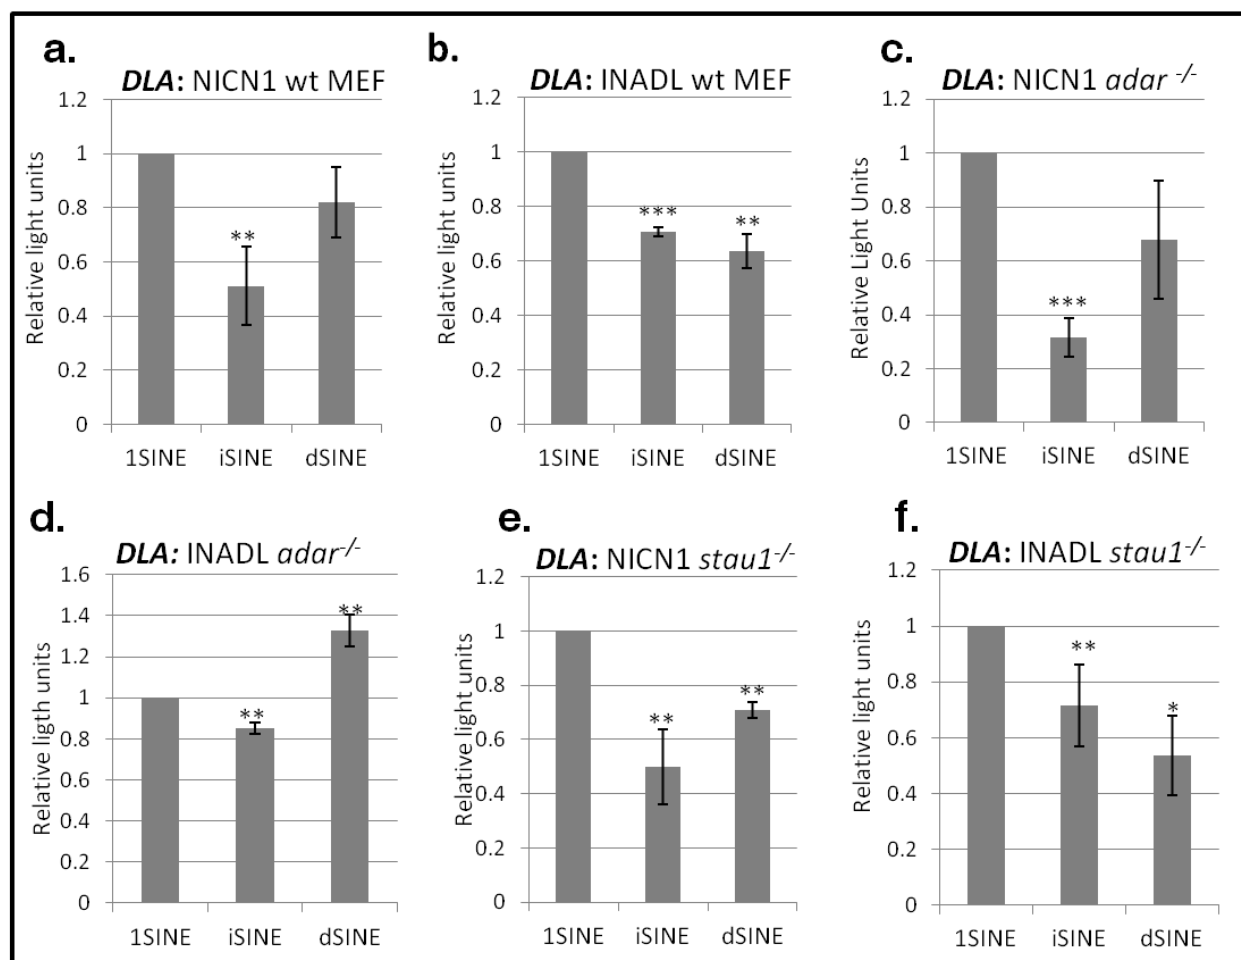 a.
DLA: NICN1 wt MEF
Relative light units
1.2
1
0.8
0.6
0.4
0.2
0
**
1SINE iSINE dSINE
b.
DLA: INADL wt MEF
Relative light units
1.2
1
0.8
0.6
0.4
0.2
0
*** **
1SINE iSINE dSINE
c.
DLA: NICN1 adar -/-
Relative Light Units
1.2
1
0.8
0.6
0.4
0.2
0
***
1SINE iSINE dSINE
d.
DLA: INADL adar-/-
Relative ligth units
1.6
1.4
1.2
1
0.8
0.6
0.4
0.2
0
** **
1SINE iSINE dSINE
e.
DLA: NICN1 stau1-/-
Relative light units
1.2
1
0.8
0.6
0.4
0.2
0
** **
1SINE iSINE dSINE
f.
DLA: INADL stau1-/-
Relative light units
1.2
1
0.8
0.6
0.4
0.2
0
** *
1SINE iSINE dSINE